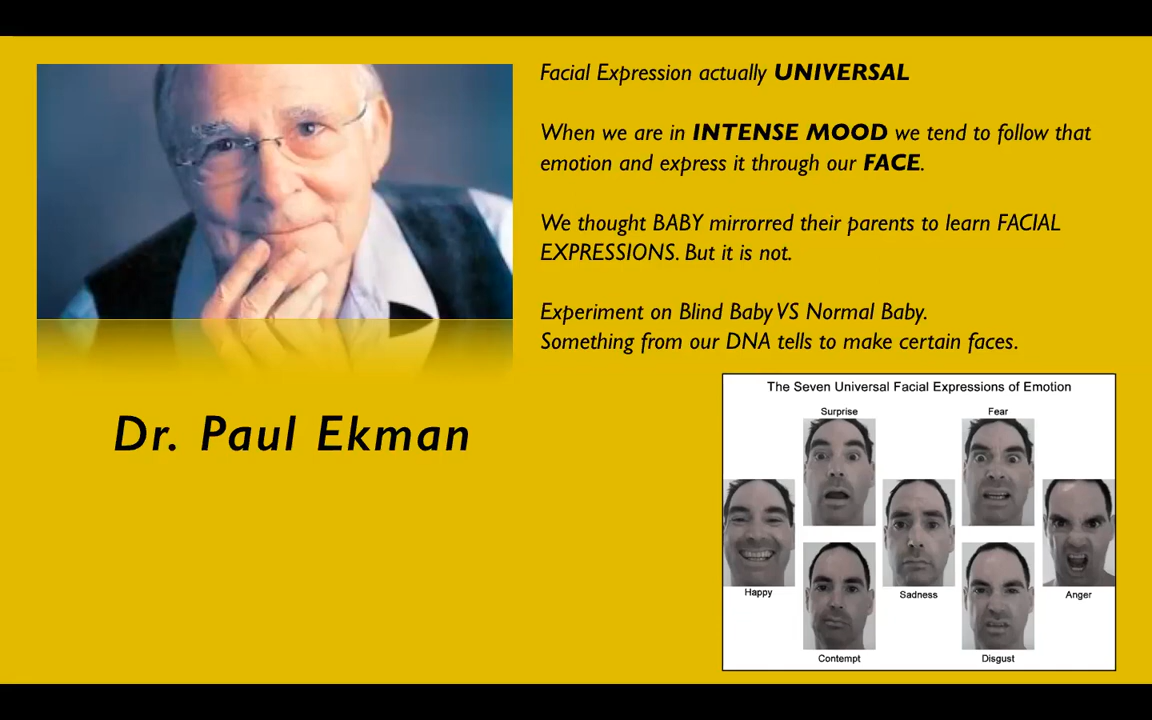 Facial Expression actually UNIVERSAL
When we are in INTENSE MOOD we tend to follow that
emotion and express it through our FACE.
We thought BABY mirrorred their parents to learn FACIAL
EXPRESSIONS. But it is not.
Experiment on Blind Baby VS Normal Baby.
Something from our DNA tells to make certain faces.
Dr. Paul Ekman
The Seven Universal Facial Expressions of Emotion
Surprise
Fear
Happy
Sadness
Anger
Contempt
Disgust